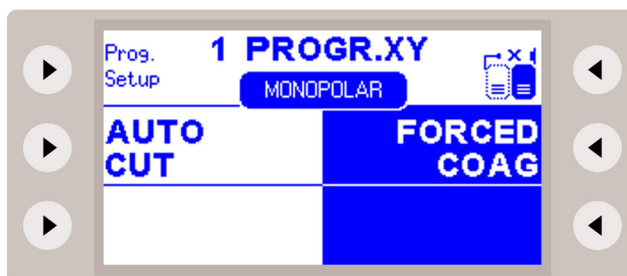 Prog. 1 PROGR.XY
Setup MONOPOLAR
AUTO FORCED
CUT COAG